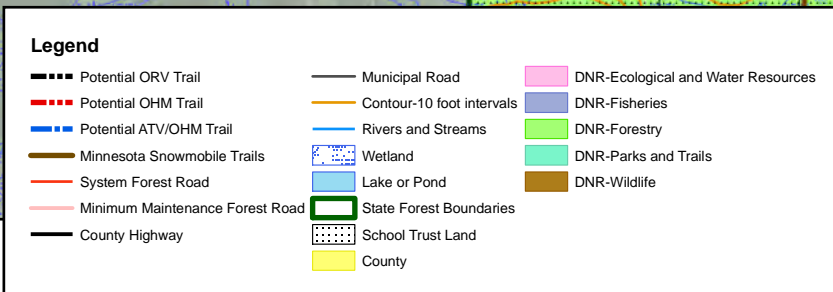 Legend
Potential ORV Trail
Potential OHM Trail
Potential ATV/OHM Trail
Minnesota Snowmobile Trails
System Forest Road
Minimum Maintenance Forest Road
County Highway
Municipal Road
Contour-10 foot intervals
Rivers and Streams
Wetland
Lake or Pond
State Forest Boundaries
School Trust Land
County
DNR-Ecological and Water Resources
DNR-Fisheries
DNR-Forestry
DNR-Parks and Trails
DNR-Wildlife